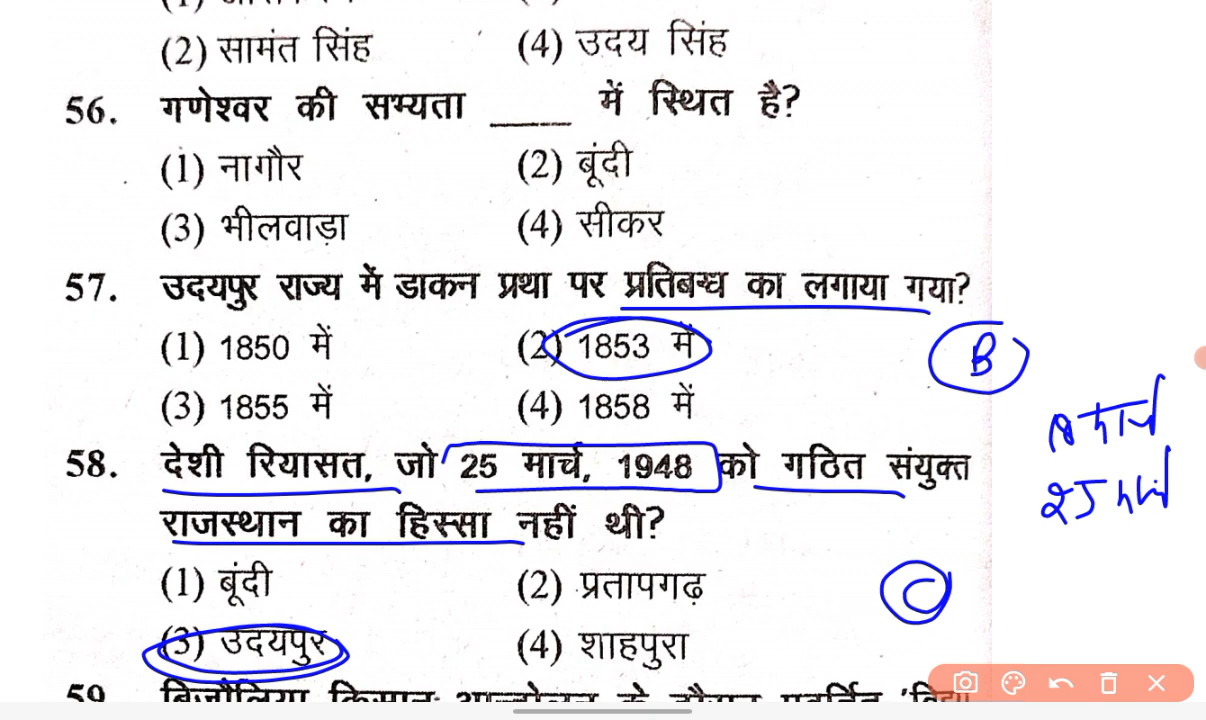 (2) सामंत सिंह (4) उदय सिंह
56. गणेश्वर की सभ्यता _____ में स्थित है?
(1) नागौर (2) बूंदी
(3) भीलवाड़ा (4) सीकर
57. उदयपुर राज्य में डाकन प्रथा पर प्रतिबन्ध का लगाया गया?
(1) 1850 में (2) 1853 में
B
(3) 1855 में (4) 1858 में
58. देशी रियासत, जो 25 मार्च, 1948 को गठित संयुक्त
राजस्थान का हिस्सा नहीं थी?
(1) बूंदी (2) प्रतापगढ़
C
(3) उदयपुर (4) शाहपुरा
59